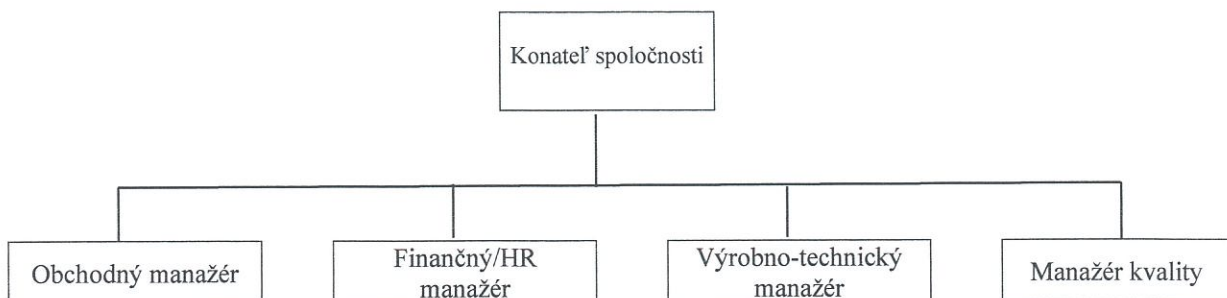 Konateľ spoločnosti
Obchodný manažér
Finančný/HR
manažér
Výrobno-technický
manažér
Manažér kvality